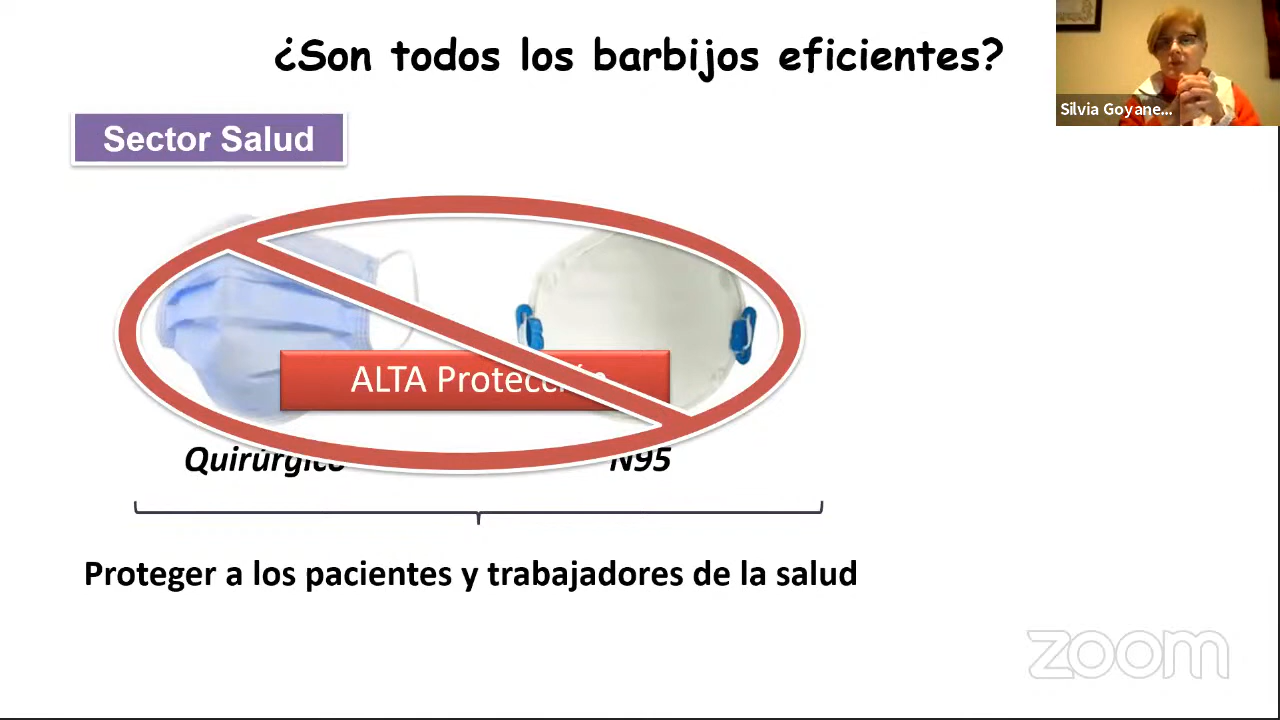 ¿Son todos los barbijos eficientes?
Silvia Goyane...
Sector Salud
ALTA Protección
Quirúrgico
N95
Proteger a los pacientes y trabajadores de la salud
zoom